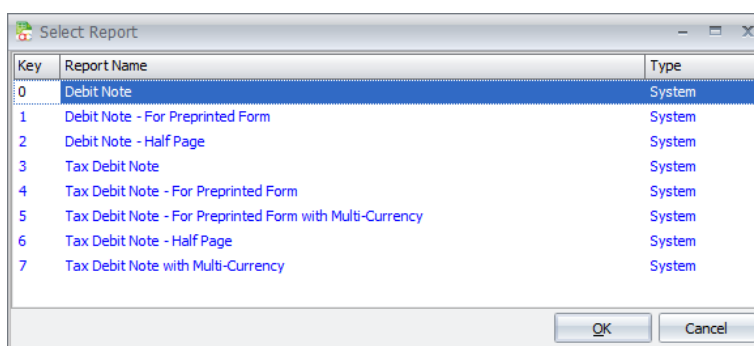 Select Report
Key Report Name Type
0 Debit Note System
1 Debit Note - For Preprinted Form System
2 Debit Note - Half Page System
3 Tax Debit Note System
4 Tax Debit Note - For Preprinted Form System
5 Tax Debit Note - For Preprinted Form with Multi-Currency System
6 Tax Debit Note - Half Page System
7 Tax Debit Note with Multi-Currency System
OK Cancel